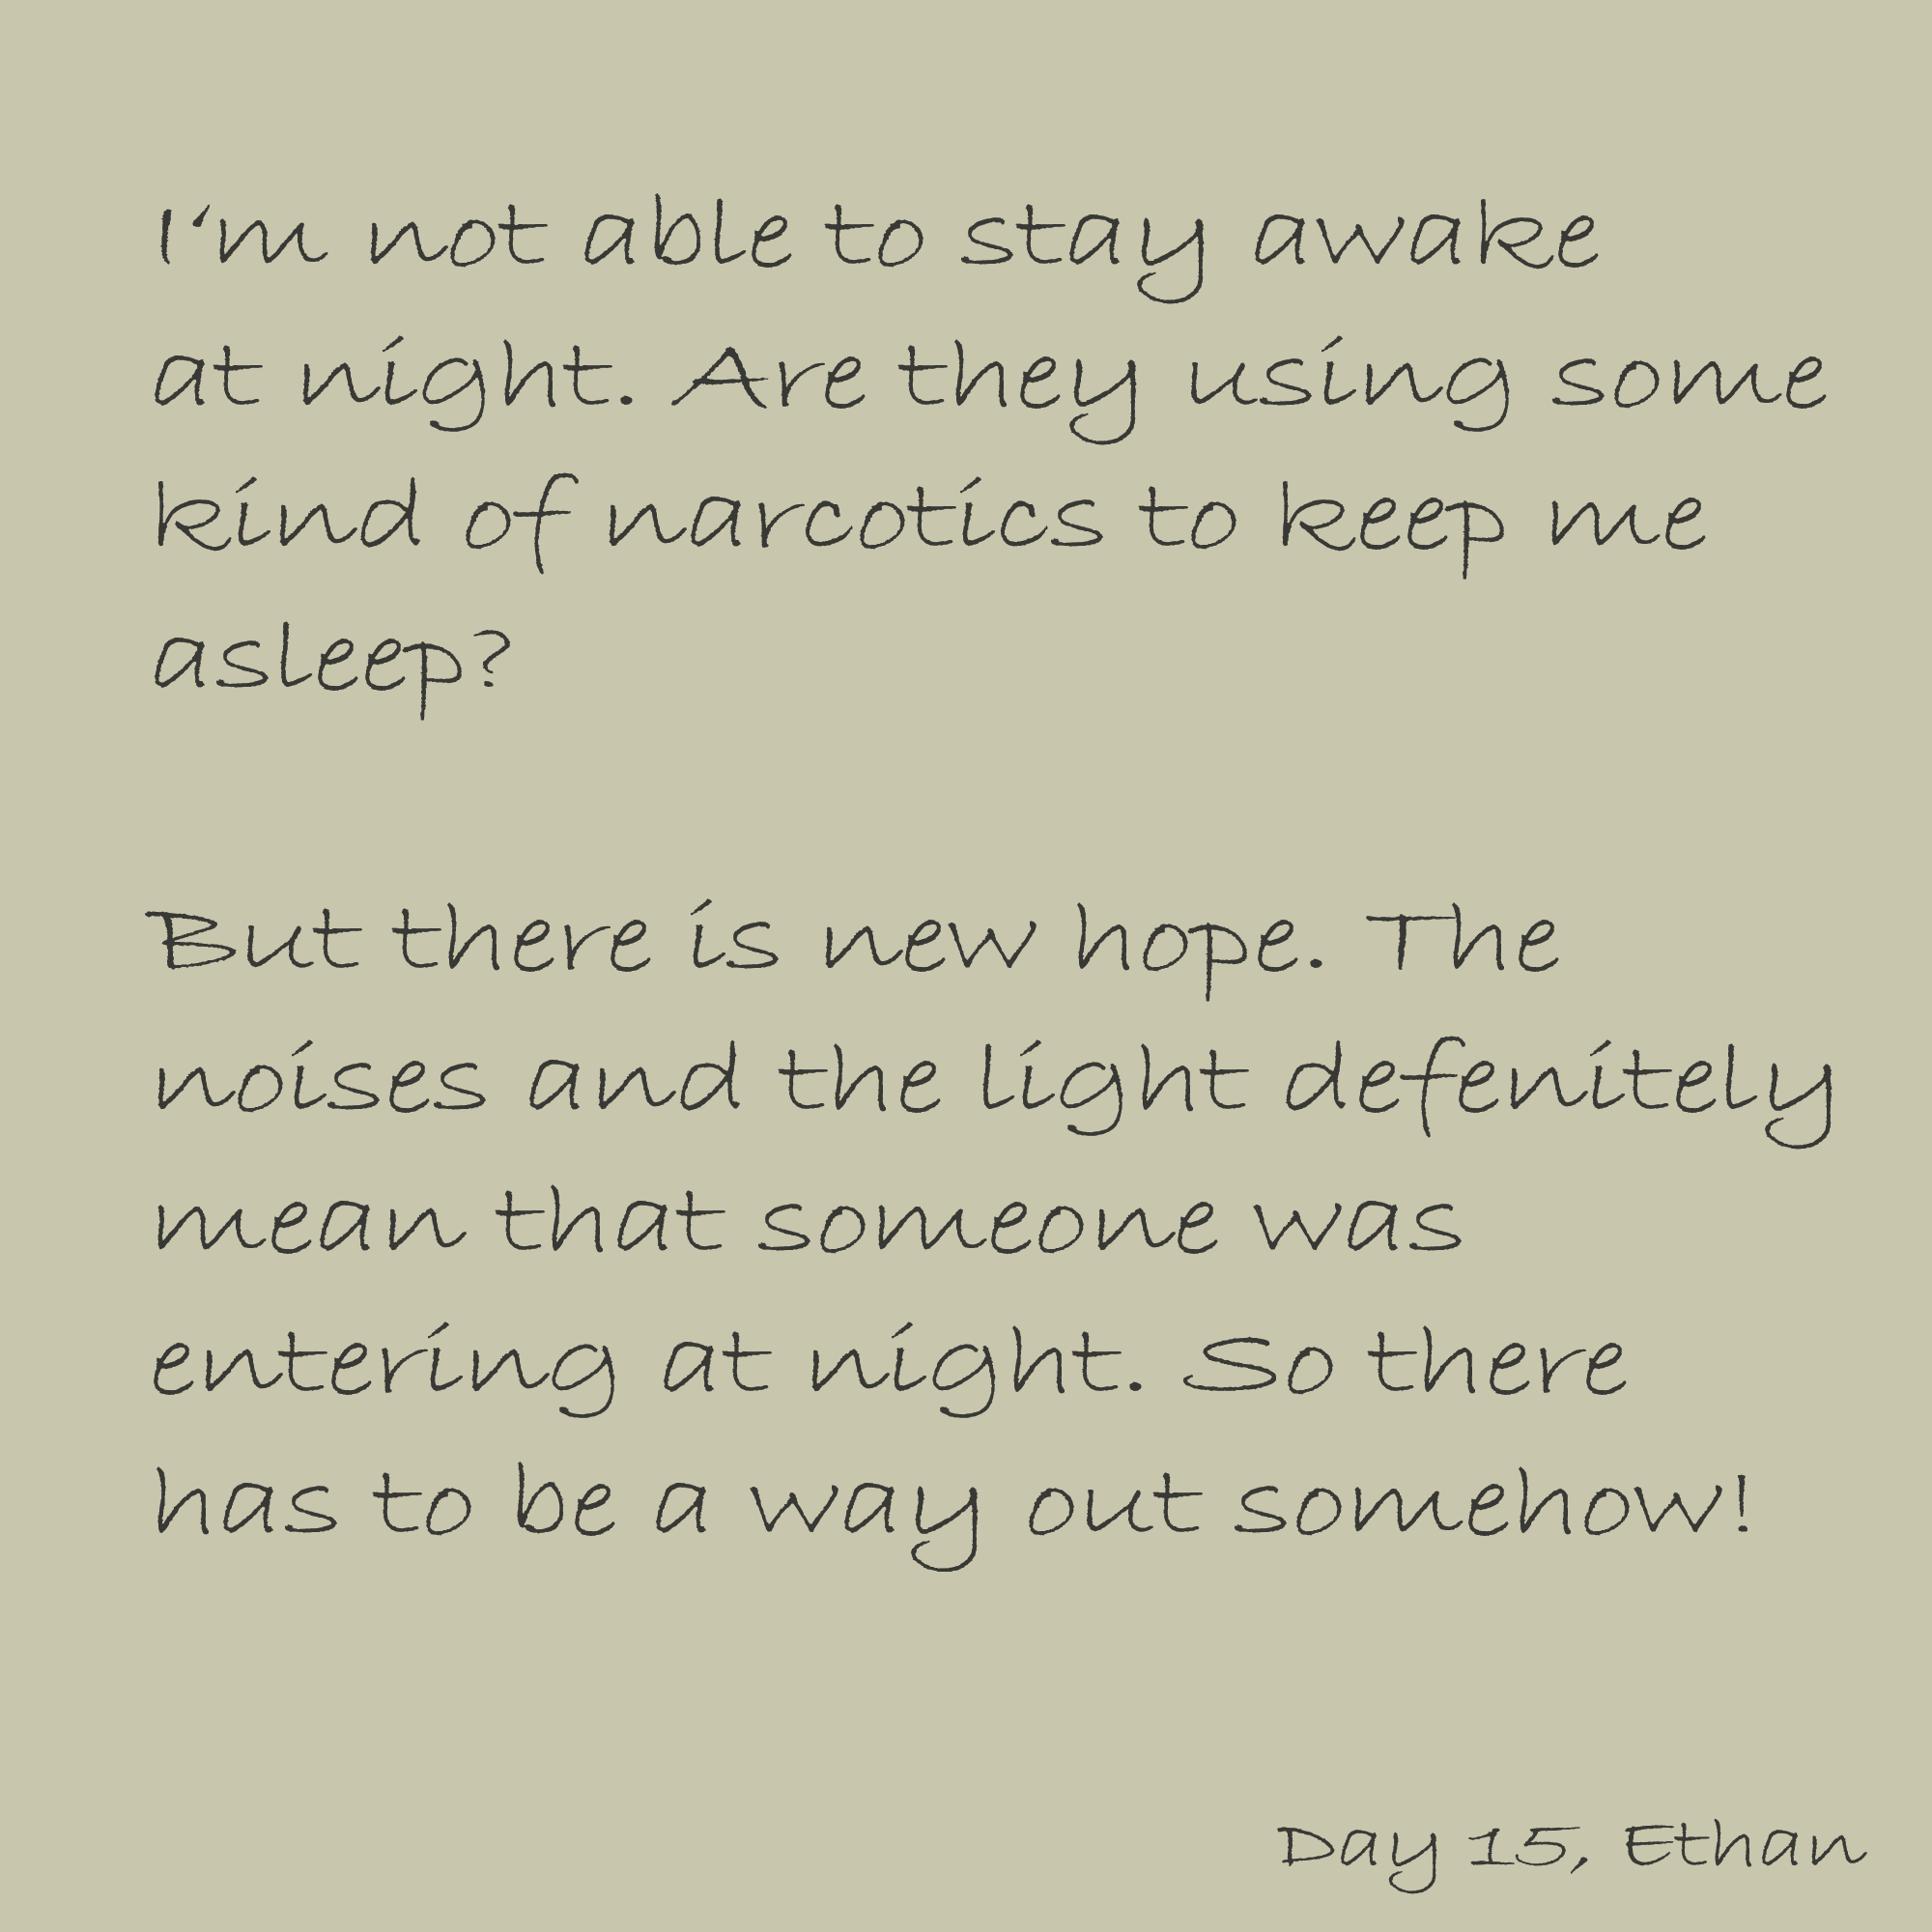 I‘m not able to stay awake
at night. Are they using some
kind of narcotics to keep me
asleep?
But there is new hope. The
noises and the light defenitely
mean that someone was
entering at night. So there
has to be a way out somehow!
Day 15, Ethan